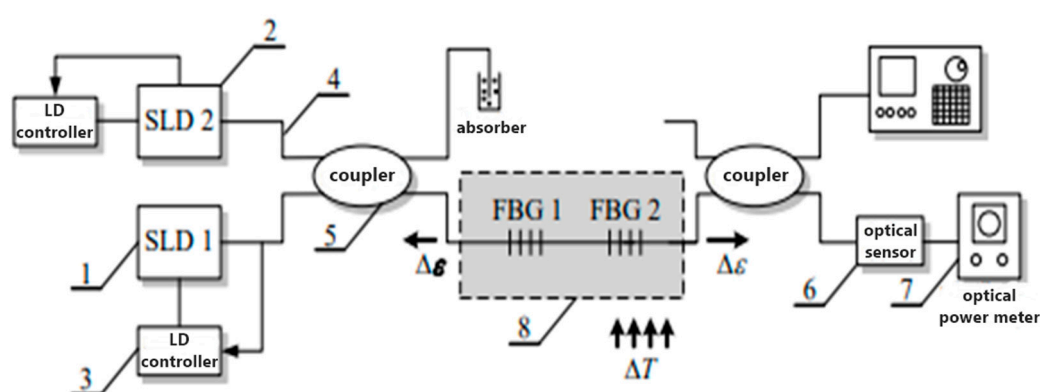 2
LD
controller
SLD 2
4
absorber
coupler
coupler
FBG 1
FBG 2
SLD 1
1
5
Δε
Δε
optical
sensor
6
7
optical
power meter
8
ΔT
LD
controller
3